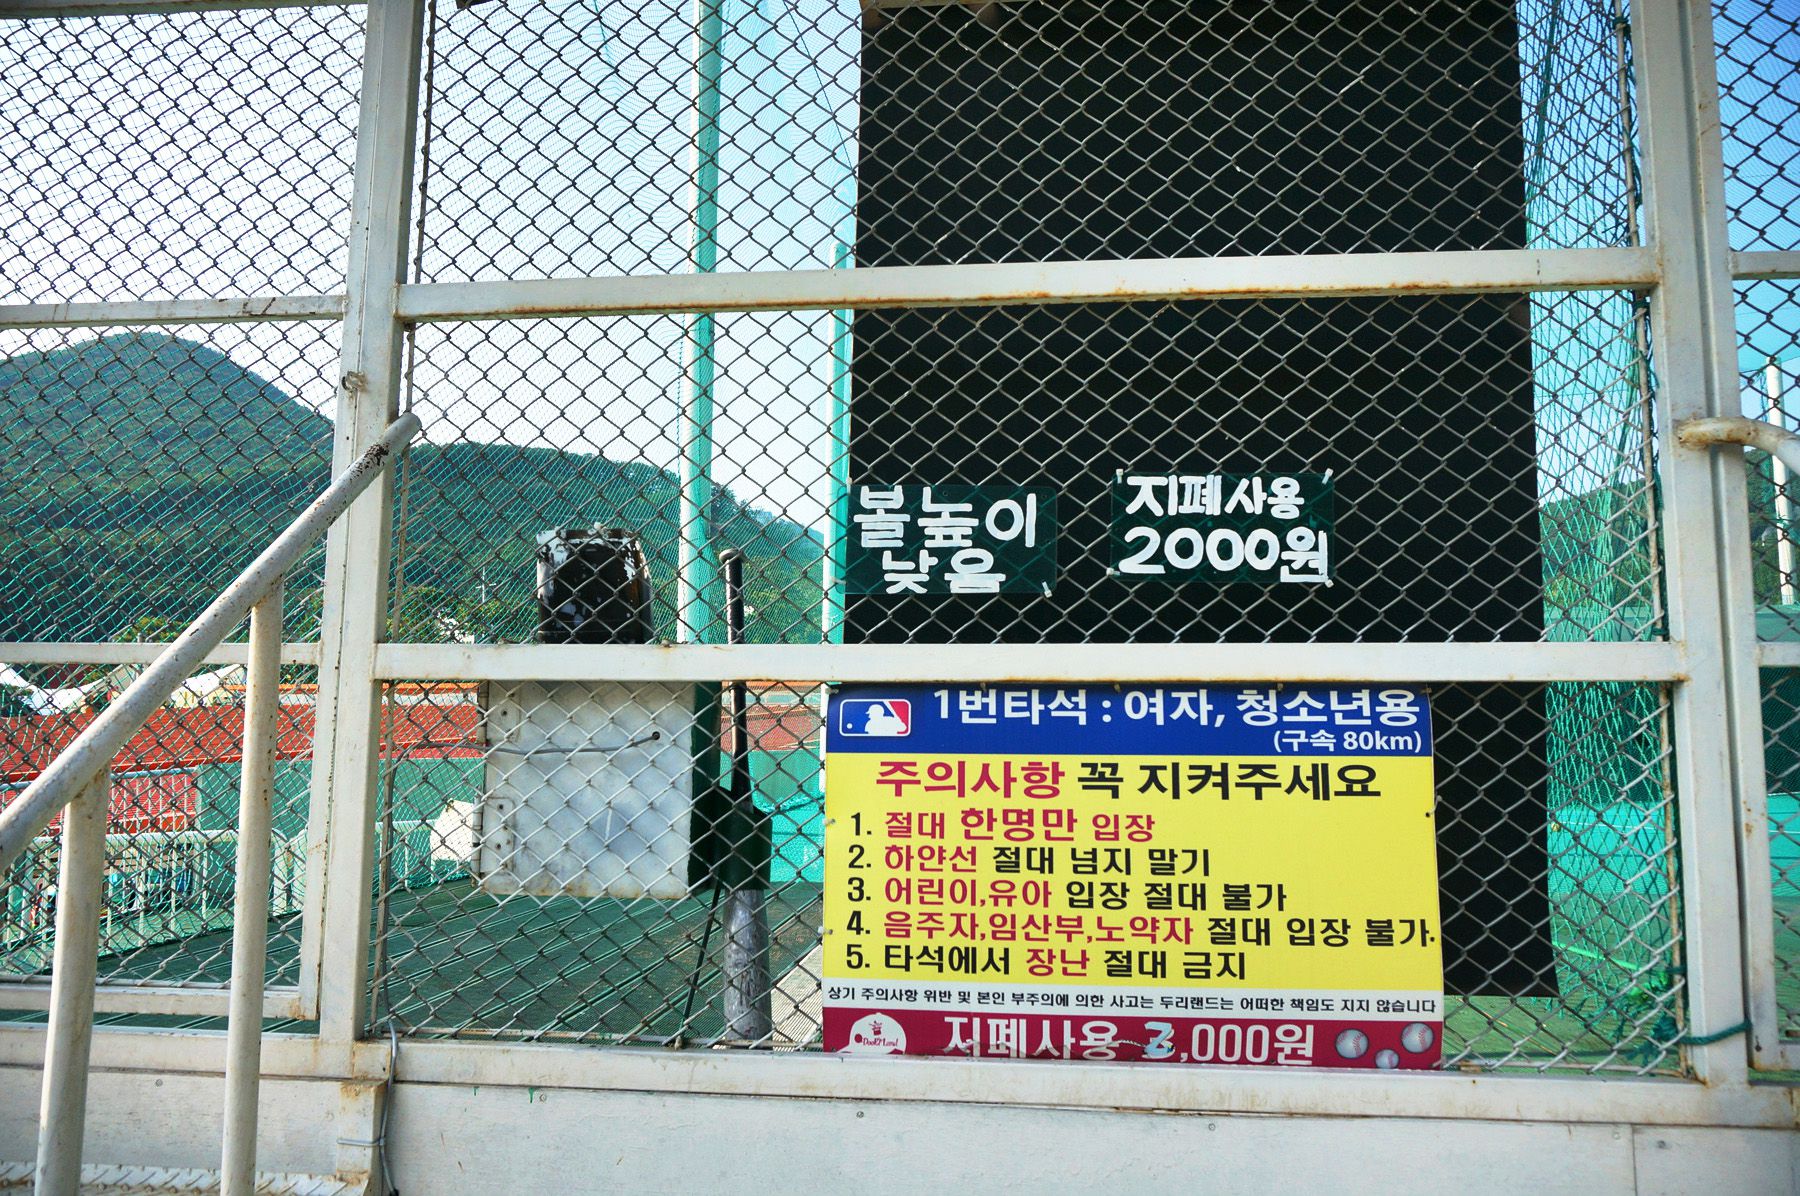 볼높이
낮음
지폐사용
2000원
1번타석 : 여자, 청소년용
(구속 80km)
주의사항 꼭 지켜주세요
1. 절대 한명만 입장
2. 하얀선 절대 넘지 말기
3. 어린이,유아 입장 절대 불가
4. 음주자,임산부,노약자 절대 입장 불가.
5. 타석에서 장난 절대 금지
상기 주의사항 위반 및 본인 부주의에 의한 사고는 두리랜드는 어떠한 책임도 지지 않습니다
지폐사용 2,000원